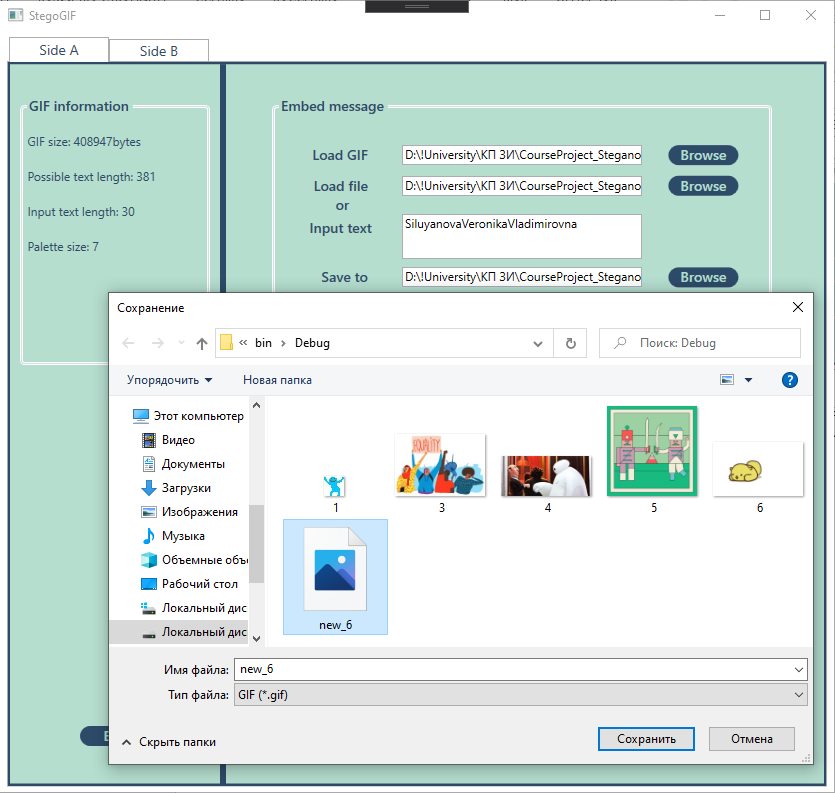 StegoGIF
Side A
Side B
GIF information
GIF size: 408947bytes
Possible text length: 381
Input text length: 30
Palette size: 7
Embed message
Load GIF
D:\!University\КП ЗИ\CourseProject_Stegano
Browse
Load file
D:\!University\КП ЗИ\CourseProject_Stegano
Browse
or
Input text
SiluyanovaVeronikaVladimirovna
Save to
D:\!University\КП ЗИ\CourseProject_Stegano
Browse
Сохранение
« bin › Debug
Поиск: Debug
Упорядочить
Новая папка
?
Этот компьютер
Видео
Документы
Загрузки
Изображения
Музыка
Объемные объ
Рабочий стол
Локальный дис
Локальный дис
EQUALITY
1
3
4
5
6
new_6
Имя файла:
new_6
Тип файла:
GIF (*.gif)
Скрыть папки
Сохранить
Отмена